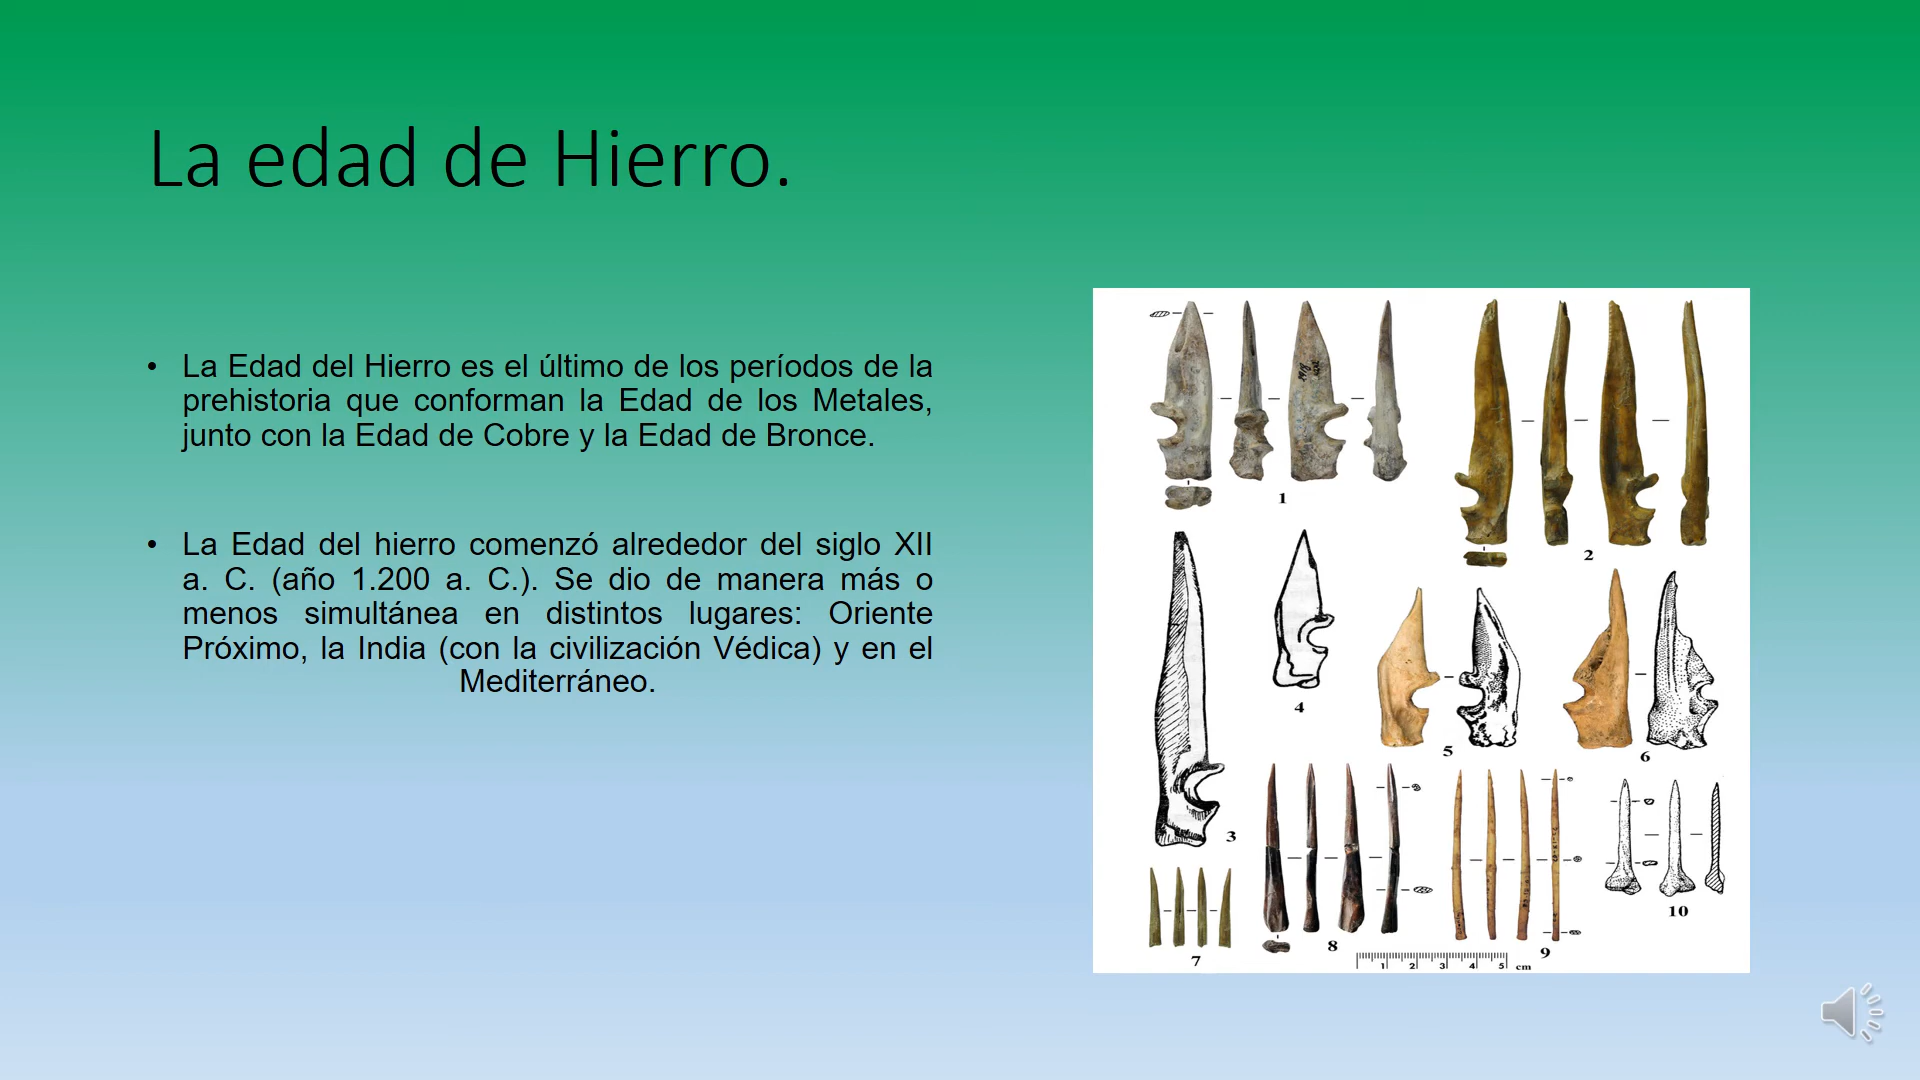 La edad de Hierro.
• La Edad del Hierro es el último de los períodos de la
prehistoria que conforman la Edad de los Metales,
junto con la Edad de Cobre y la Edad de Bronce.
• La Edad del hierro comenzó alrededor del siglo XII
a. C. (año 1.200 a. C.). Se dio de manera más o
menos simultánea en distintos lugares: Oriente
Próximo, la India (con la civilización Védica) y en el
Mediterráneo.
1
2
3
4
5
6
7
8
9
10
1 2 3 4 5 cm